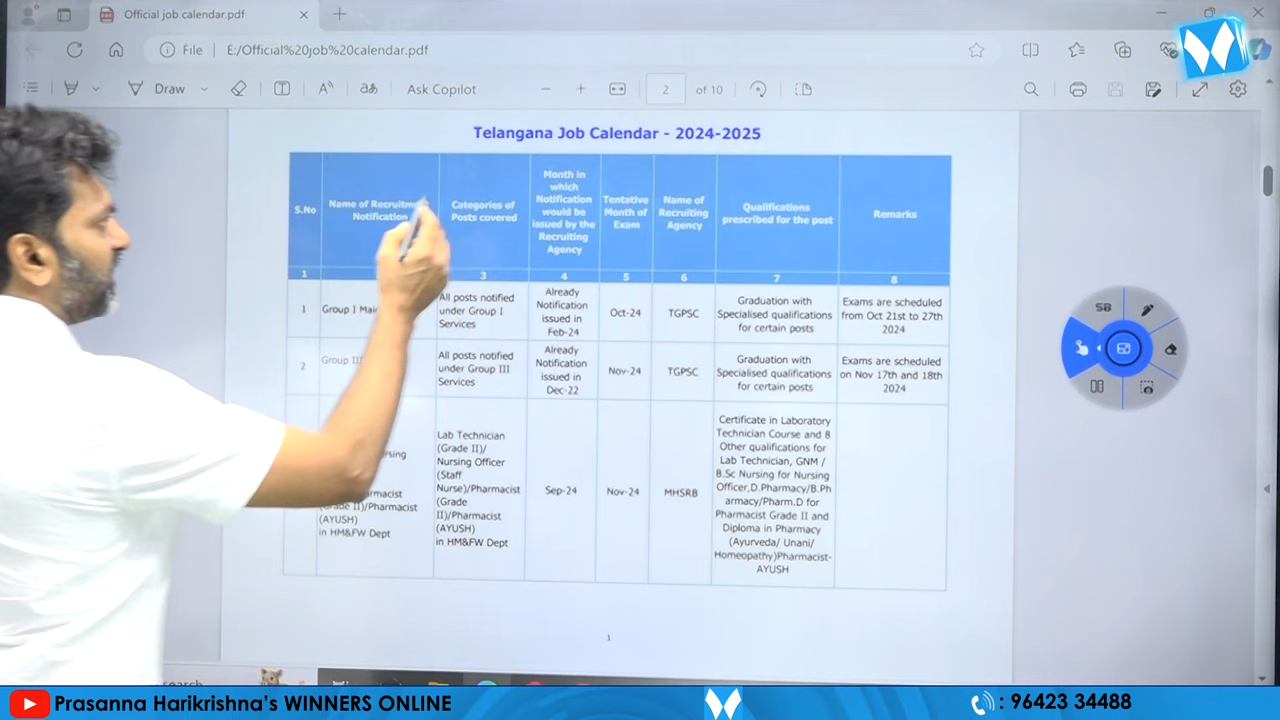 Official job calendar.pdf
File
E:/Official%20job%20calendar.pdf
Draw
Ask Copilot
2 of 10
Telangana Job Calendar - 2024-2025
S.No
Name of Recruitm
Notification
Categories of
Posts covered
Month in
which
Notification
would be
issued by the
Recruiting
Agency
Tentative
Month of
Exam
Name of
Recruiting
Agency
Qualifications
prescribed for the post
Remarks
1
3
4
5
6
7
8
1
Group I Mai
All posts notified
under Group I
Services
Already
Notification
issued in
Feb-24
Oct-24
TGPSC
Graduation with
Specialised qualifications
for certain posts
Exams are scheduled
from Oct 21st to 27th
2024
2
Group III
All posts notified
under Group III
Services
Already
Notification
issued in
Dec-22
Nov-24
TGPSC
Graduation with
Specialised qualifications
for certain posts
Exams are scheduled
on Nov 17th and 18th
2024
II)/Pharmacist
(AYUSH)
in HM&FW Dept
Lab Technician
(Grade II)/
Nursing Officer
(Staff
Nurse)/Pharmacist
(Grade
II)/Pharmacist
(AYUSH)
in HM&FW Dept
Sep-24
Nov-24
MHSRB
Certificate in Laboratory
Technician Course and 8
Other qualifications for
Lab Technician, GNM /
B.Sc Nursing for Nursing
Officer,D.Pharmacy/B.Ph
armacy/Pharm.D for
Pharmacist Grade II and
Diploma in Pharmacy
(Ayurveda/ Unani/
Homeopathy)Pharmacist-
AYUSH
1
SB
search
Prasanna Harikrishna's WINNERS ONLINE
: 96423 34488